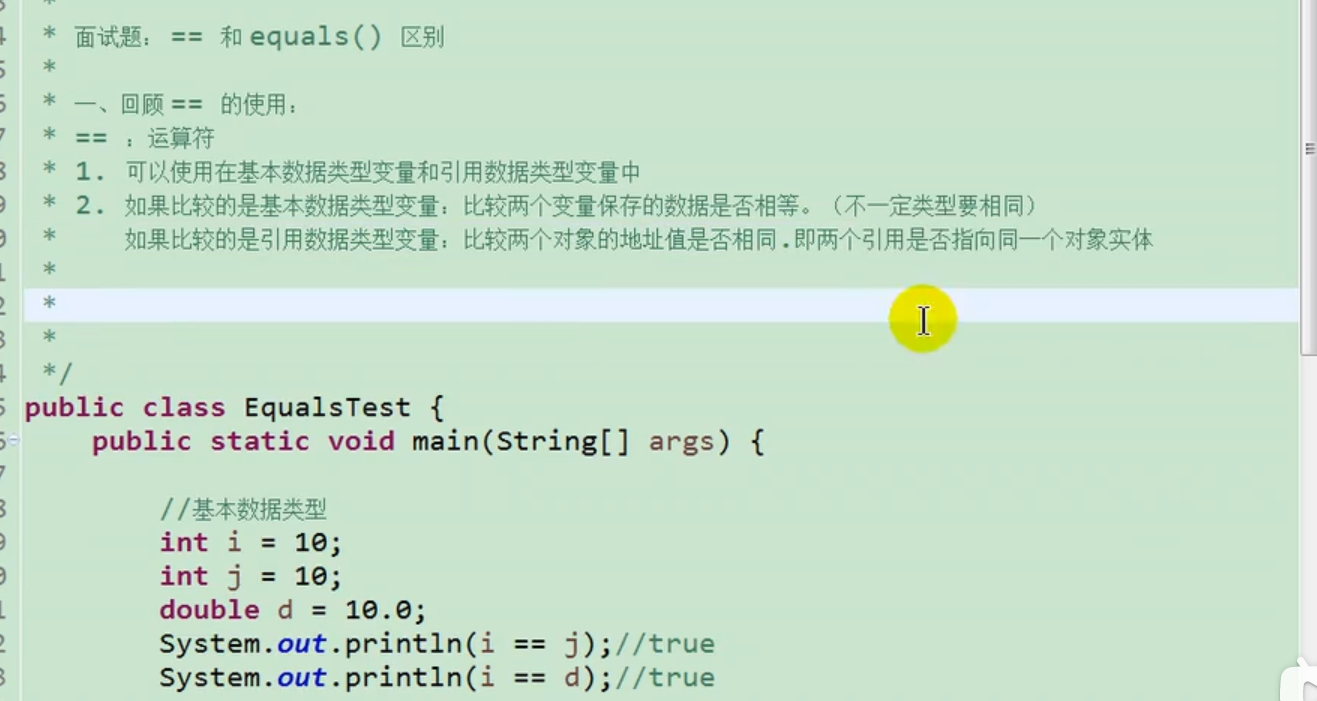 *
* 面试题： == 和 equals() 区别
*
* 一、回顾 == 的使用：
* == ：运算符
* 1. 可以使用在基本数据类型变量和引用数据类型变量中
* 2. 如果比较的是基本数据类型变量：比较两个变量保存的数据是否相等。（不一定类型要相同）
* 如果比较的是引用数据类型变量：比较两个对象的地址值是否相同.即两个引用是否指向同一个对象实体
*
*
*
*/
public class EqualsTest {
public static void main(String[] args) {
//基本数据类型
int i = 10;
int j = 10;
double d = 10.0;
System.out.println(i == j);//true
System.out.println(i == d);//true